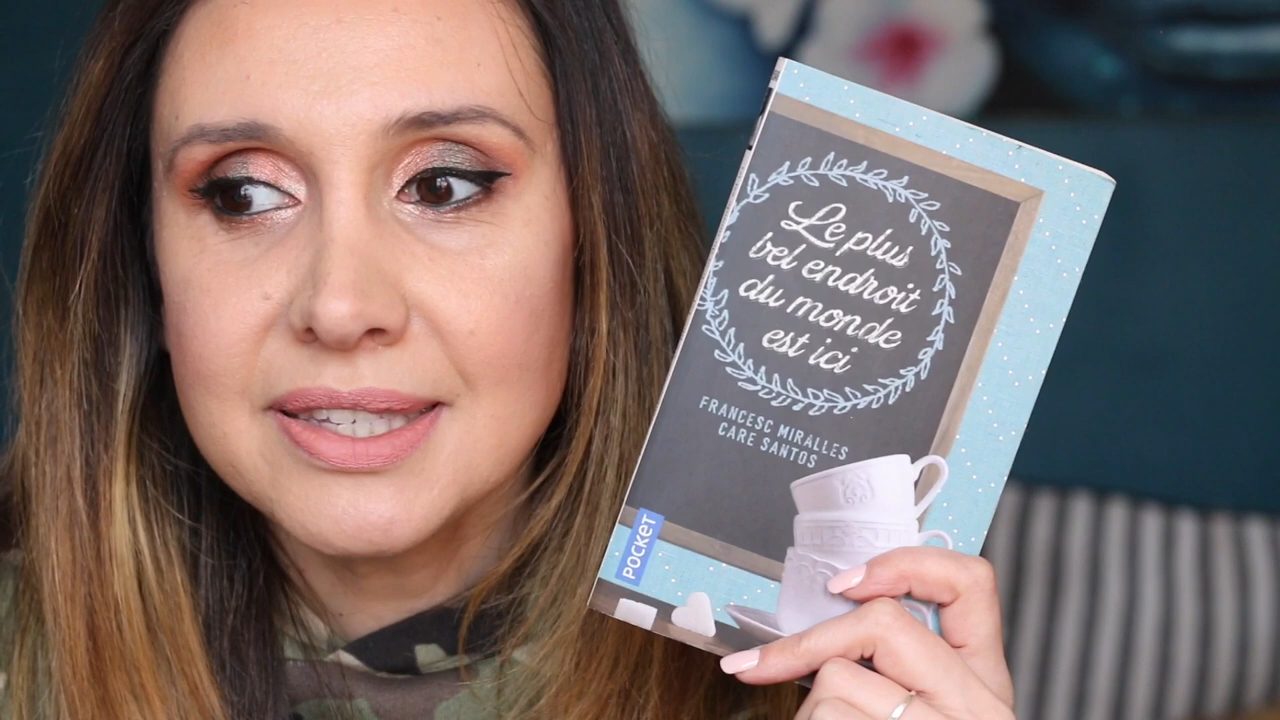 Le plus
bel endroit
du monde
est ici
FRANCESC MIRALLES
CARE SANTOS
POCKET